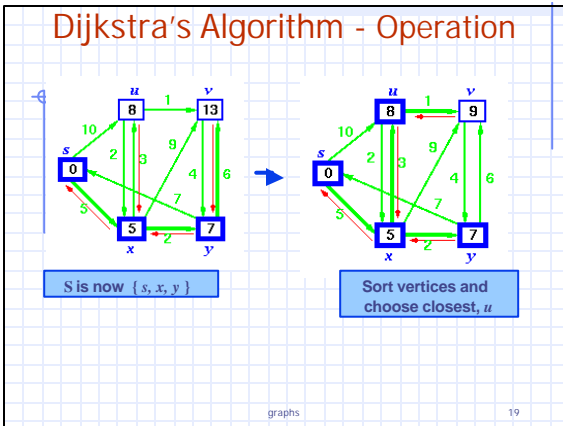 Dijkstra's Algorithm - Operation
u v
1
8 13
10
9
2 3 4 6
s
0
7
5
5 7
2
x y
u v
1
8 9
10
9
2 3 4 6
s
0
7
5
5 7
2
x y
S is now { s, x, y }
Sort vertices and
choose closest, u
graphs 19